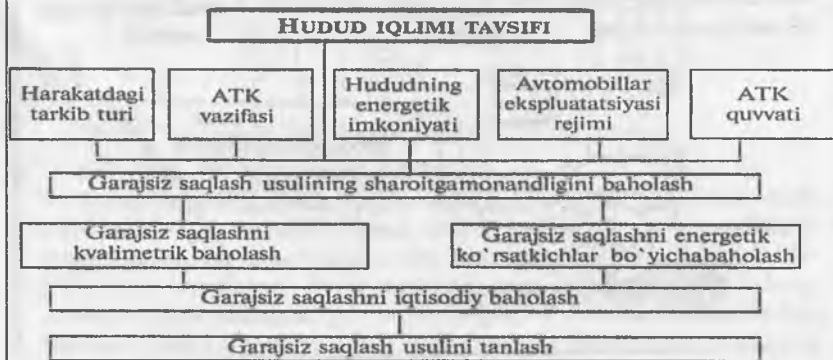 HUDUD IQLIMI TAVSIFI
Harakatdagi
tarkib turi
ATK
vazifasi
Hududning
energetik
imkoniyati
Avtomobillar
ekspluatatsiyasi
rejimi
ATK
quvvati
Garajsiz saqlash usulining sharoitgamonandligini baholash
Garajsiz saqlashni
kvalimetrik baholash
Garajsiz saqlashni energetik
ko`rsatkichlar bo`yichabaholash
Garajsiz saqlashni iqtisodiy baholash
Garajsiz saqlash usulini tanlash